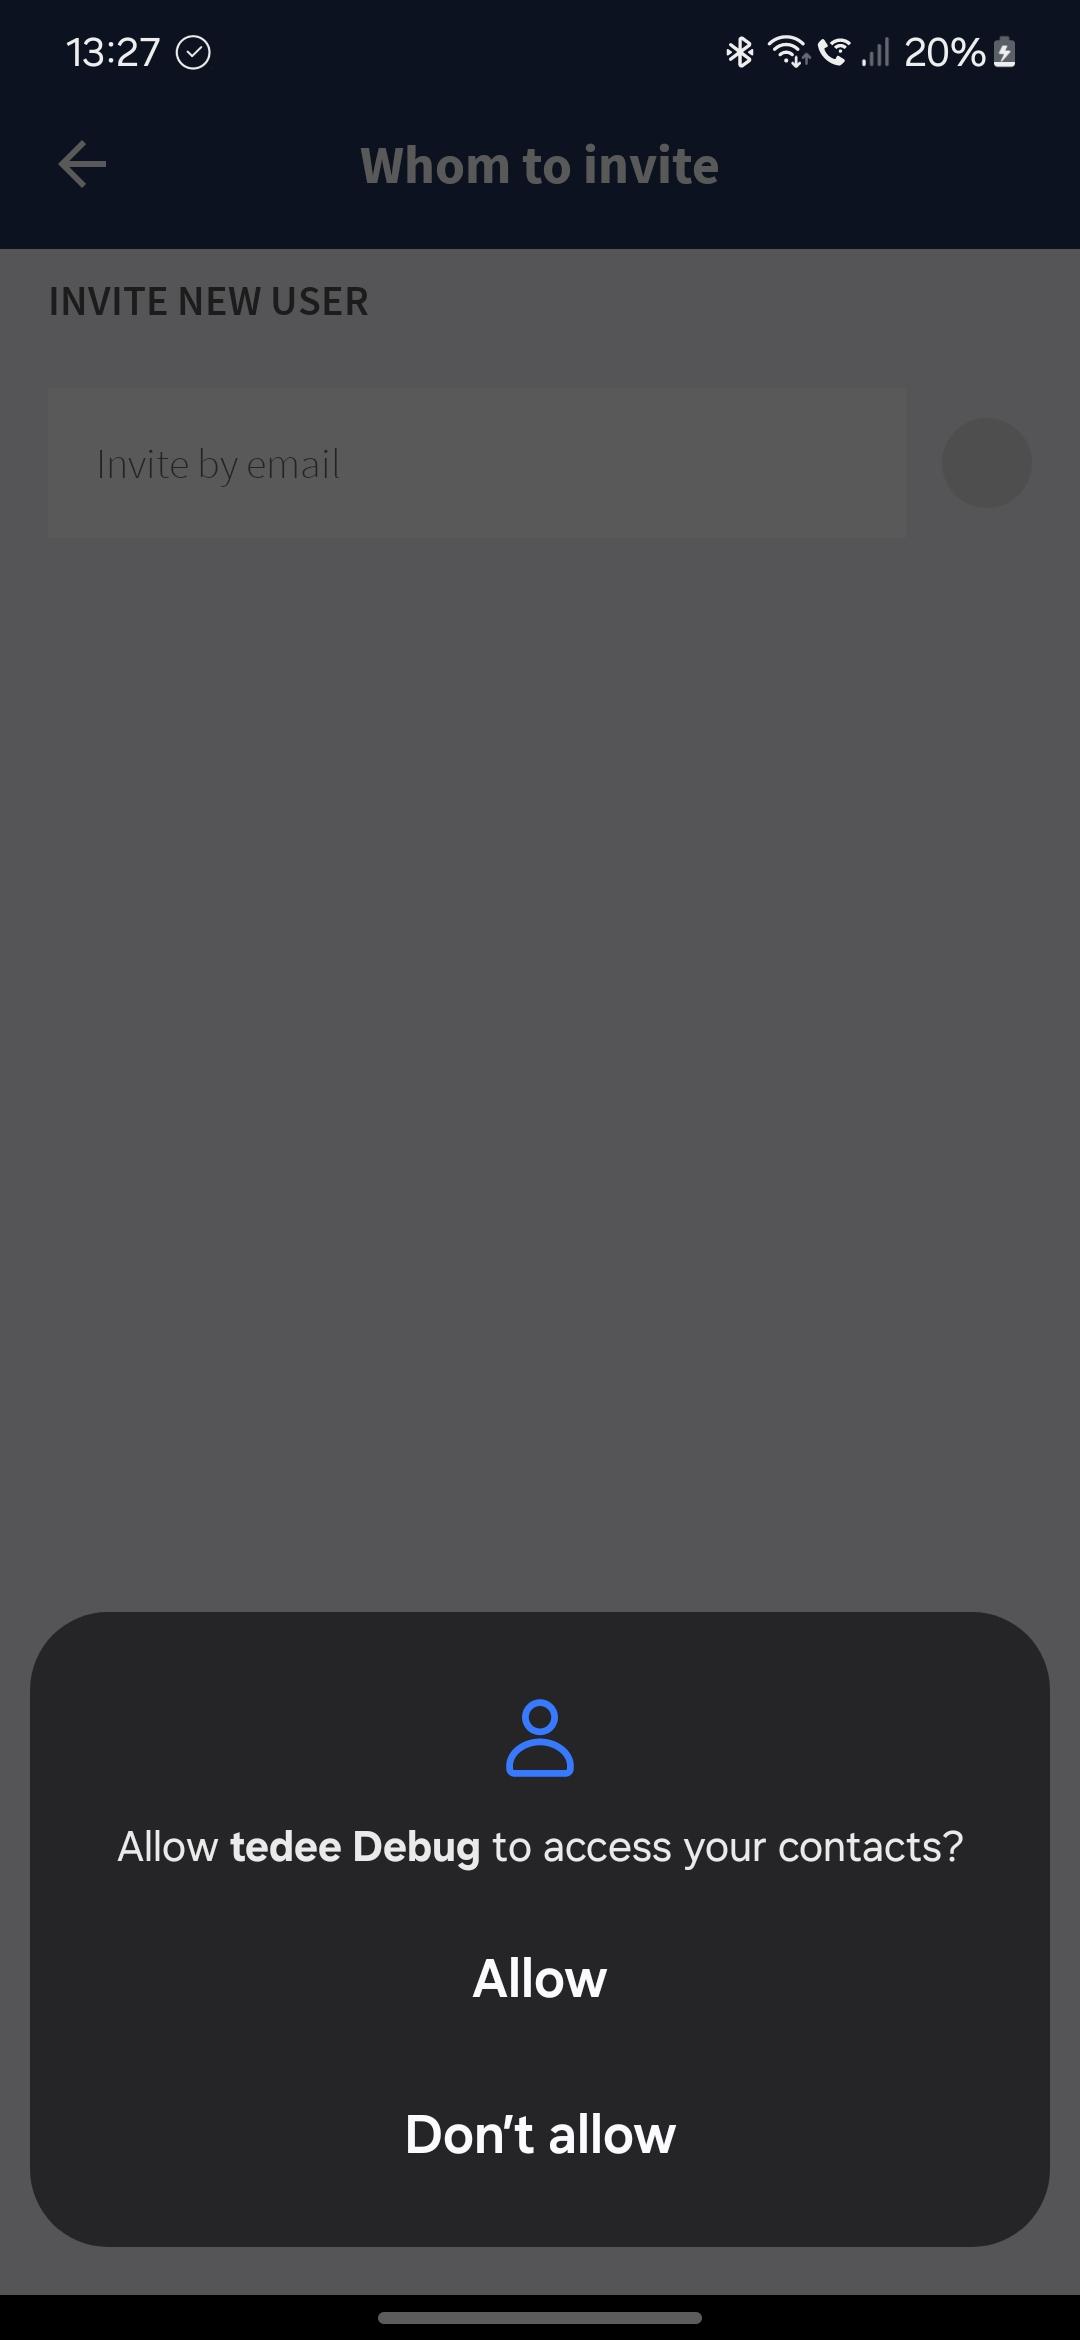 13:27
20%
Whom to invite
INVITE NEW USER
Invite by email
Allow tedee Debug to access your contacts?
Allow
Don't allow